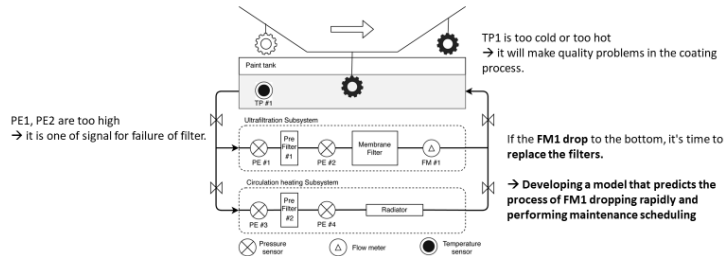 TP1 is too cold or too hot
→ it will make quality problems in the coating
process.
Paint tank
TP #1
PE1, PE2 are too high
→ it is one of signal for failure of filter.
Ultrafiltration Subsystem
Pre
Filter
#1
Membrane
Filter
PE #1
PE #2
FM #1
If the FM1 drop to the bottom, it's time to
replace the filters.
Circulation heating Subsystem
Pre
Filter
#2
Radiator
PE #3
PE #4
→ Developing a model that predicts the
process of FM1 dropping rapidly and
performing maintenance scheduling
Pressure
sensor
Flow meter
Temperature
sensor